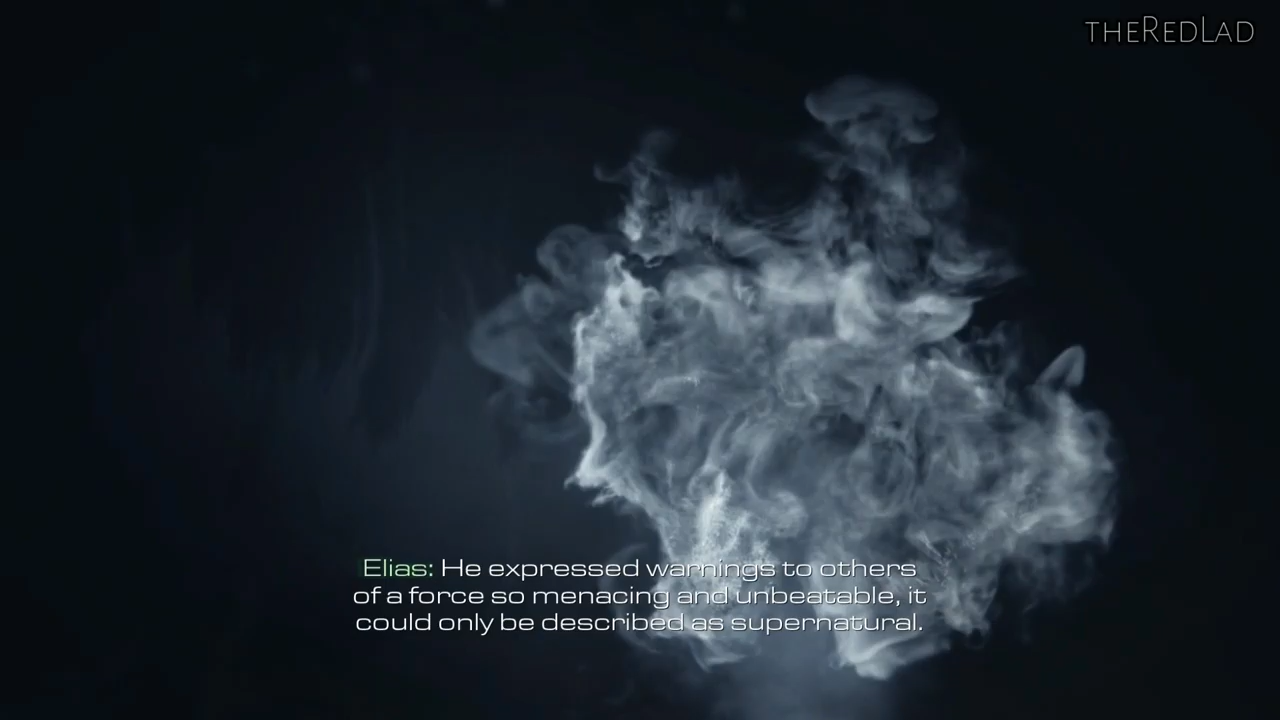 THEREDLAD
Elias: He expressed warnings to others
of a force so menacing and unbeatable, it
could only be described as supernatural.